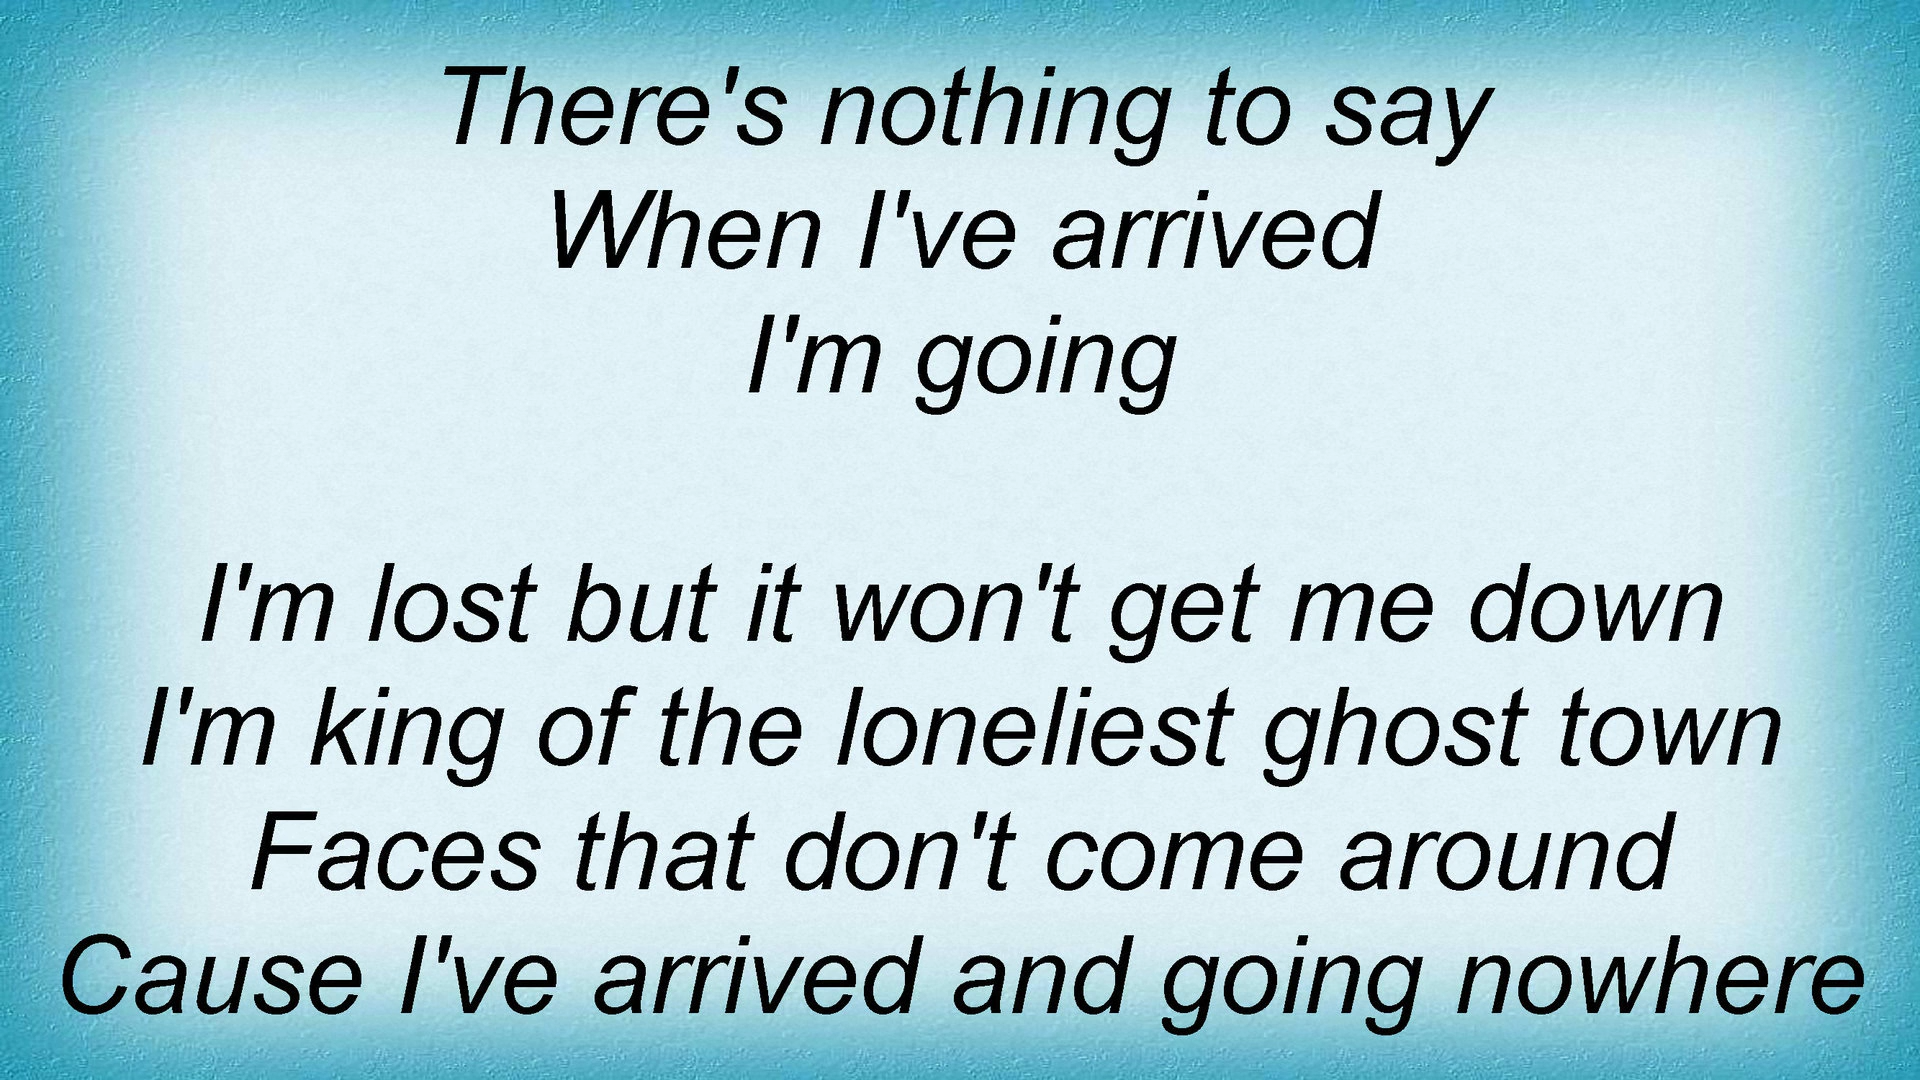 There's nothing to say
When I've arrived
I'm going
I'm lost but it won't get me down
I'm king of the loneliest ghost town
Faces that don't come around
Cause I've arrived and going nowhere